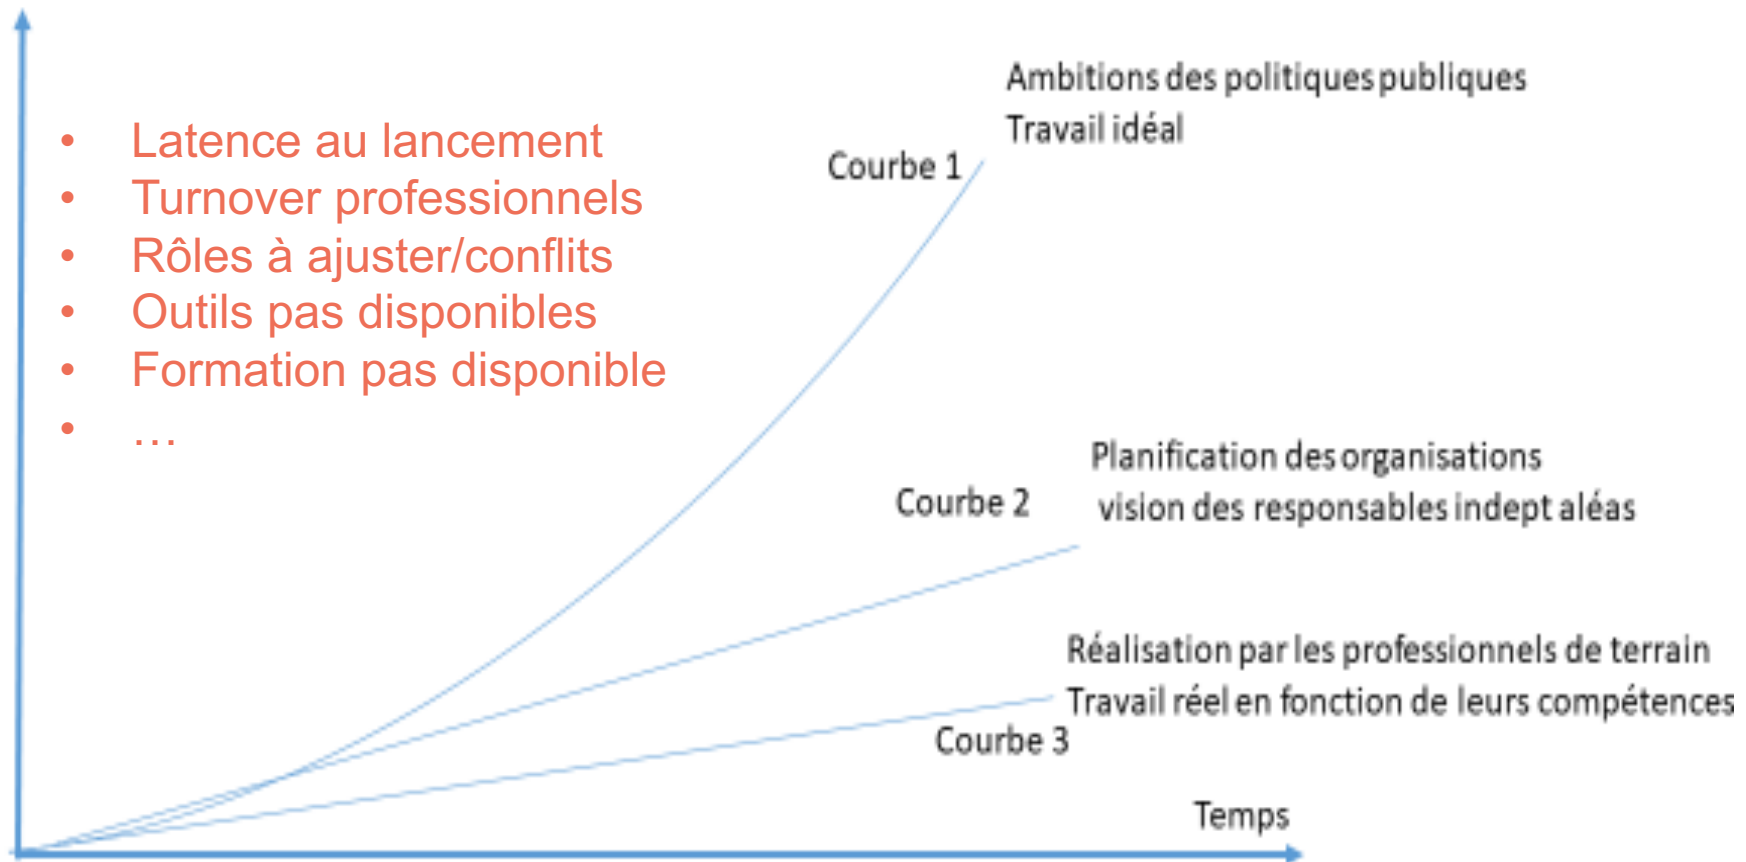 • Latence au lancement
• Turnover professionnels
• Rôles à ajuster/conflits
• Outils pas disponibles
• Formation pas disponible
• …
Ambitions des politiques publiques
Travail idéal
Courbe 1
Planification des organisations
vision des responsables indept aléas
Courbe 2
Réalisation par les professionnels de terrain
Travail réel en fonction de leurs compétences
Courbe 3
Temps